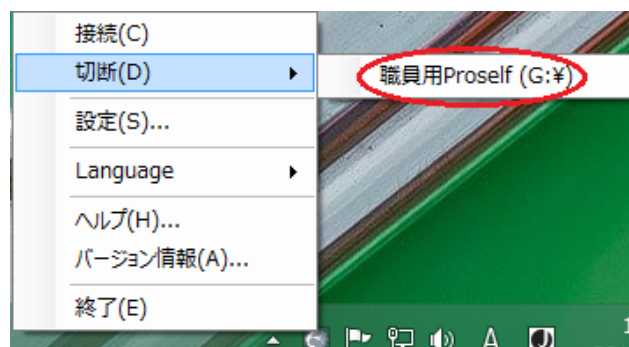 接続(C)
切断(D)
職員用Proself (G:¥)
設定(S)...
Language
ヘルプ(H)...
バージョン情報(A)...
終了(E)
A
1